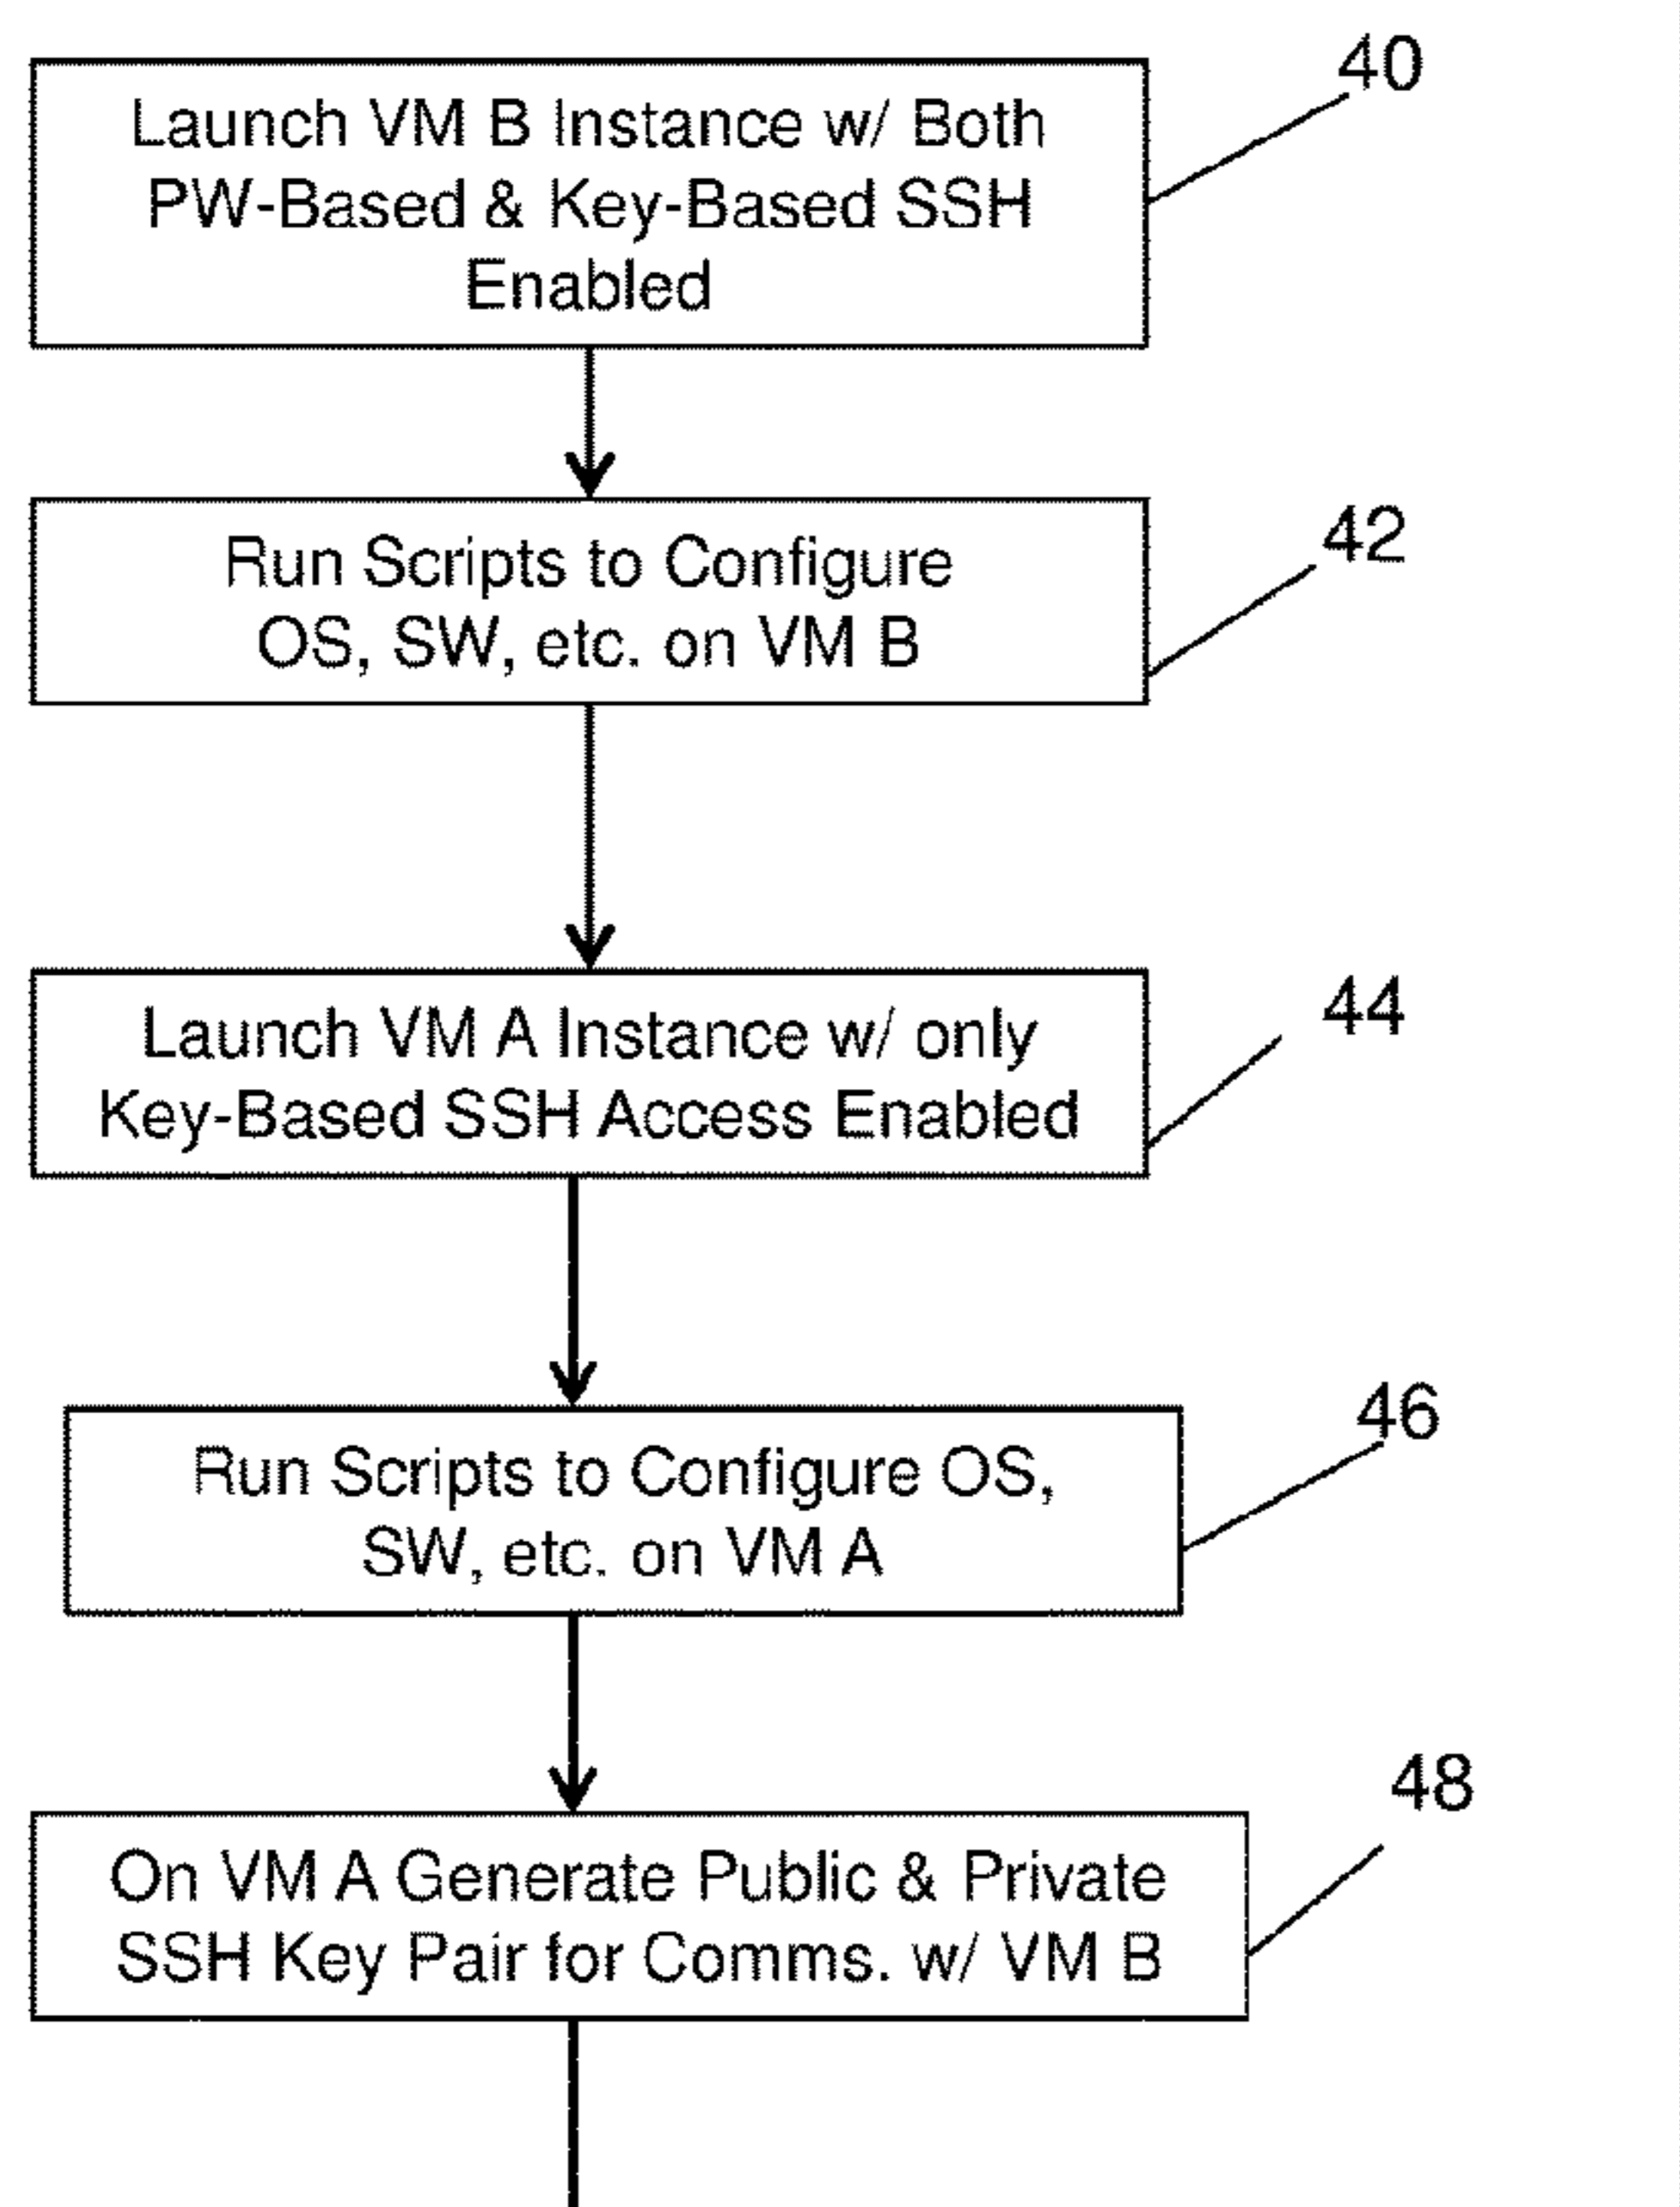 40
Launch VM B Instance w/ Both
PW-Based & Key-Based SSH
Enabled
42
Run Scripts to Configure
OS, SW, etc. on VM B
44
Launch VM A Instance w/ only
Key-Based SSH Access Enabled
46
Run Scripts to Configure OS,
SW, etc. on VM A
48
On VM A Generate Public & Private
SSH Key Pair for Comms. w/ VM B